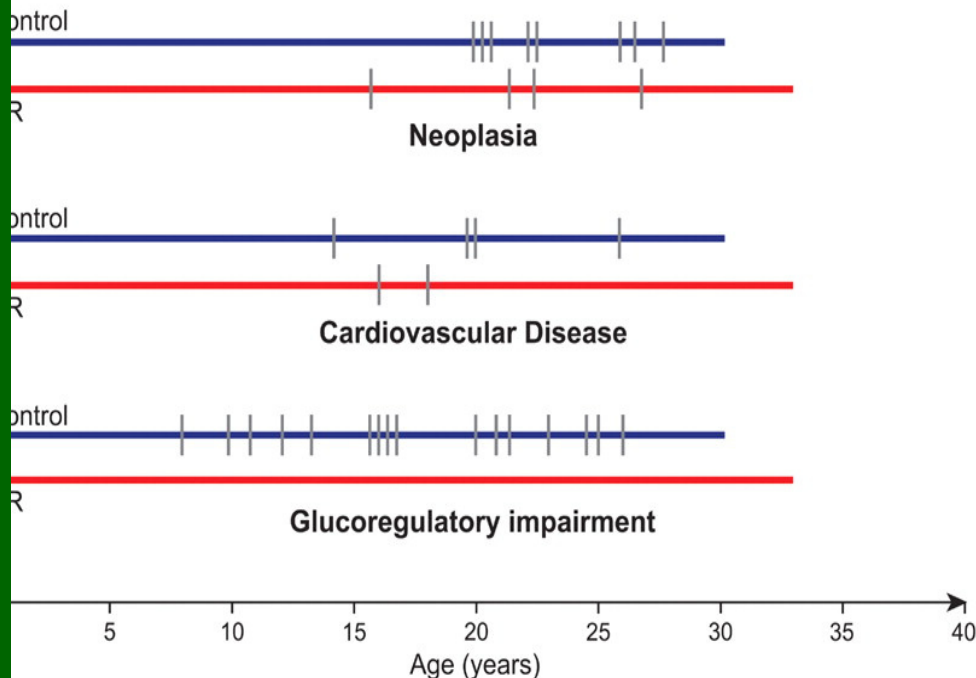 ontrol
R
Neoplasia
ontrol
R
Cardiovascular Disease
ontrol
R
Glucoregulatory impairment
5 10 15 20 25 30 35 40
Age (years)